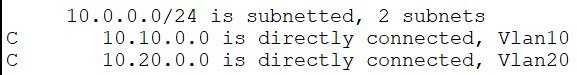 10.0.0.0/24 is subnetted, 2 subnets
C 10.10.0.0 is directly connected, Vlan10
C 10.20.0.0 is directly connected, Vlan20